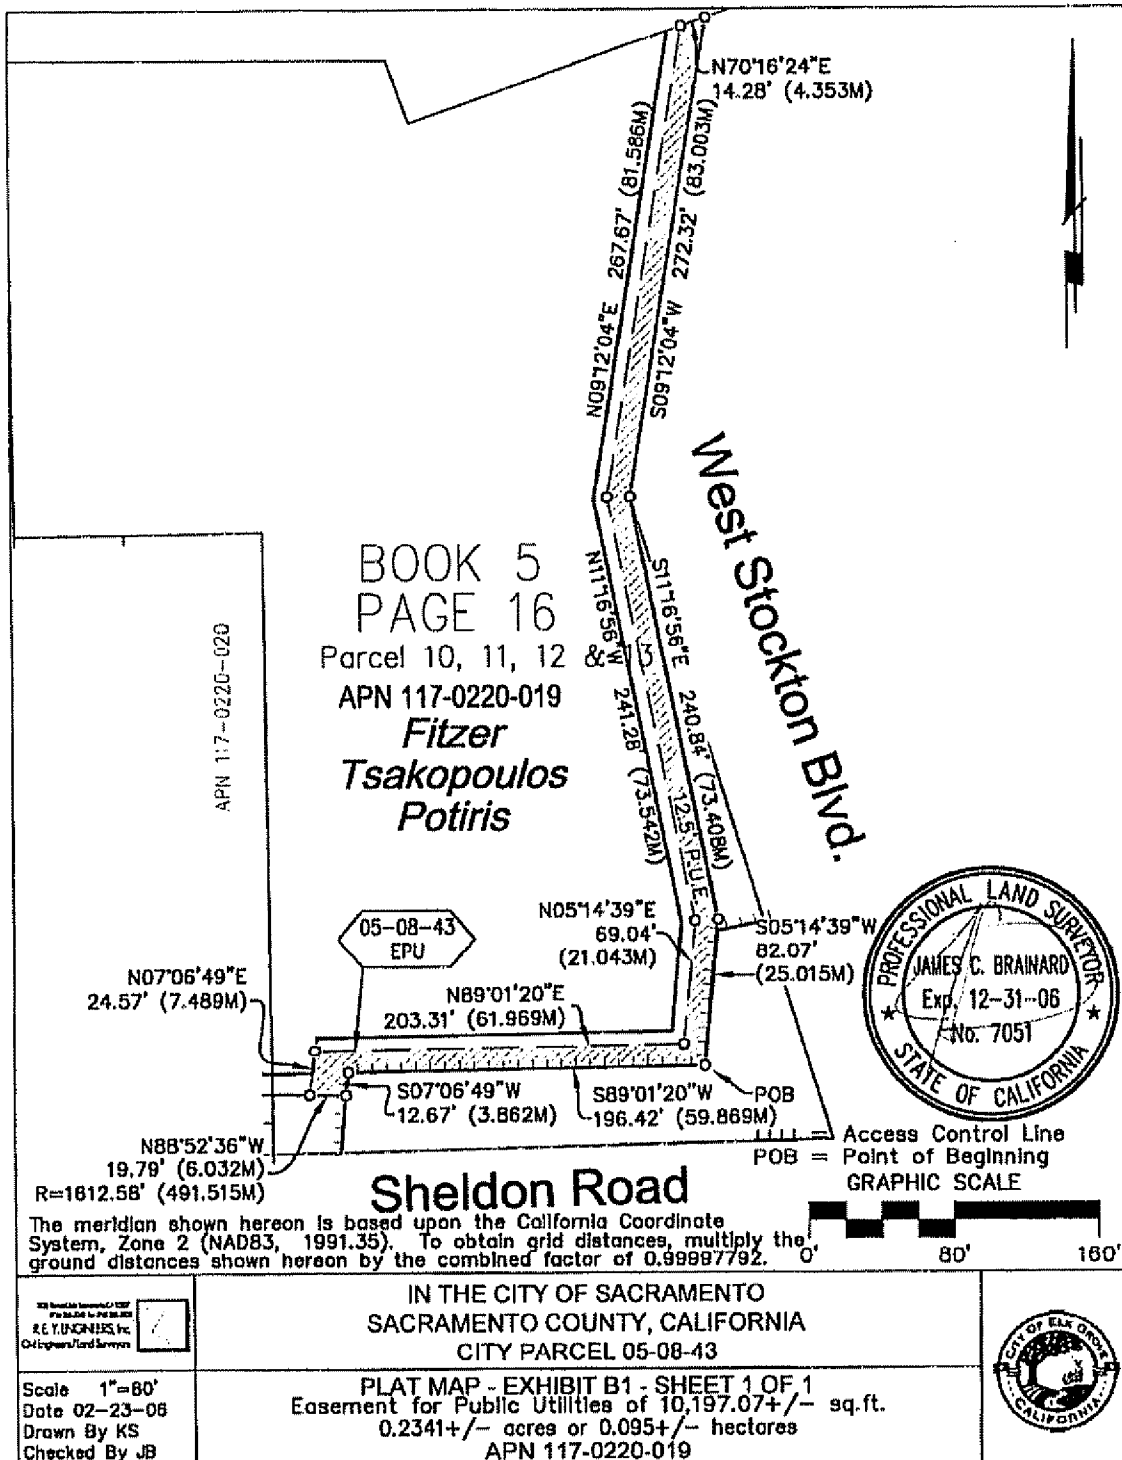 N70°16'24"E
14.28' (4.353M)
N09°12'04"E 267.67' (81.586M)
S09°12'04"W 272.32' (83.003M)
West Stockton Blvd.
BOOK 5
PAGE 16
Parcel 10, 11, 12 & 13
APN 117-0220-019
Fitzer
Tsakopoulos
Potiris
APN 117-0220-020
N11°16'56"W 241.28' (73.542M)
S11°16'56"E 240.84' (73.408M)
12.5' P.U.E.
05-08-43
EPU
N05°14'39"E
69.04'
(21.043M)
S05°14'39"W
82.07'
(25.015M)
N07°06'49"E
24.57' (7.489M)
N89°01'20"E
203.31' (61.969M)
S07°06'49"W
12.67' (3.862M)
S89°01'20"W
196.42' (59.869M)
POB
N88°52'36"W
19.79' (6.032M)
R=1612.58' (491.515M)
PROFESSIONAL LAND SURVEYOR
JAMES C. BRAINARD
Exp. 12-31-06
No. 7051
STATE OF CALIFORNIA
= Access Control Line
POB = Point of Beginning
GRAPHIC SCALE
0' 80' 160'
Sheldon Road
The meridian shown hereon is based upon the California Coordinate
System, Zone 2 (NAD83, 1991.35). To obtain grid distances, multiply the
ground distances shown hereon by the combined factor of 0.99997792.
R.E.Y. ENGINEERS, Inc.
Civil Engineers/Land Surveyors
IN THE CITY OF SACRAMENTO
SACRAMENTO COUNTY, CALIFORNIA
CITY PARCEL 05-08-43
CITY OF ELK GROVE
CALIFORNIA
Scale 1"=80'
Date 02-23-06
Drawn By KS
Checked By JB
PLAT MAP - EXHIBIT B1 - SHEET 1 OF 1
Easement for Public Utilities of 10,197.07+/- sq.ft.
0.2341+/- acres or 0.095+/- hectares
APN 117-0220-019